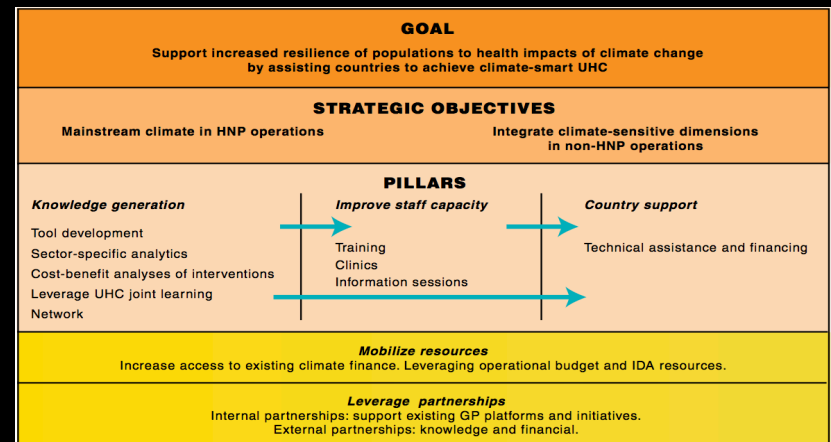 GOAL
Support increased resilience of populations to health impacts of climate change
by assisting countries to achieve climate-smart UHC
STRATEGIC OBJECTIVES
Mainstream climate in HNP operations
Integrate climate-sensitive dimensions
in non-HNP operations
PILLARS
Knowledge generation
Tool development
Sector-specific analytics
Cost-benefit analyses of interventions
Leverage UHC joint learning
Network
Improve staff capacity
Training
Clinics
Information sessions
Country support
Technical assistance and financing
Mobilize resources
Increase access to existing climate finance. Leveraging operational budget and IDA resources.
Leverage partnerships
Internal partnerships: support existing GP platforms and initiatives.
External partnerships: knowledge and financial.